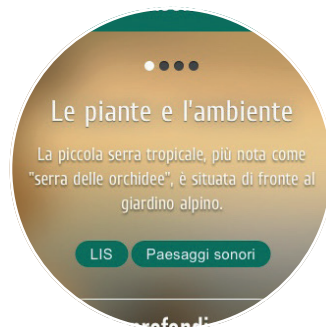 Le piante e l'ambiente
La piccola serra tropicale, più nota come
"serra delle orchidee", è situata di fronte al
giardino alpino.
LIS
Paesaggi sonori